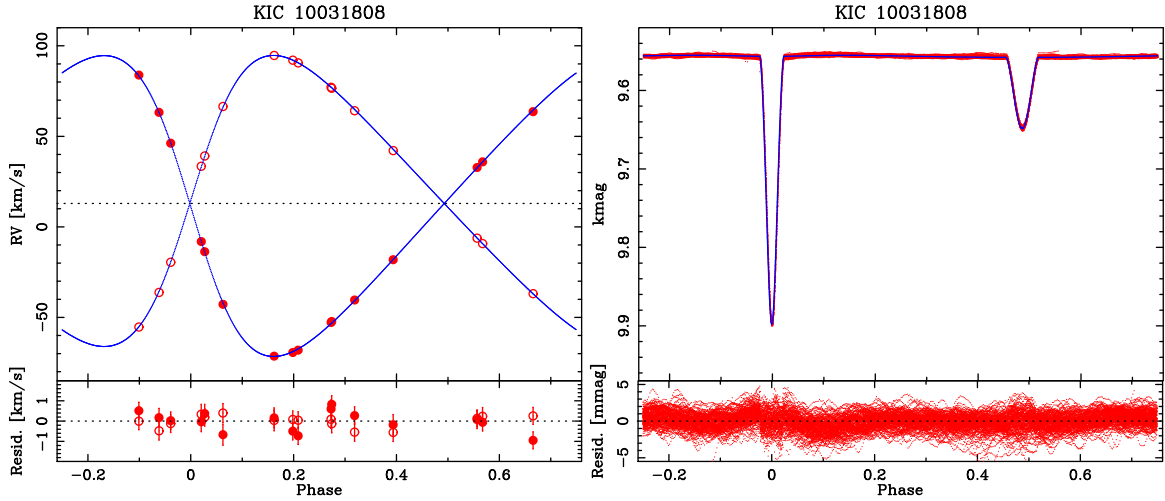 KIC 10031808
RV [km/s]
100
50
0
−50
Resid. [km/s]
1
0
−1
−0.2 0 0.2 0.4 0.6
Phase
KIC 10031808
kmag
9.6
9.7
9.8
9.9
Resid. [mmag]
5
0
−5
−0.2 0 0.2 0.4 0.6
Phase